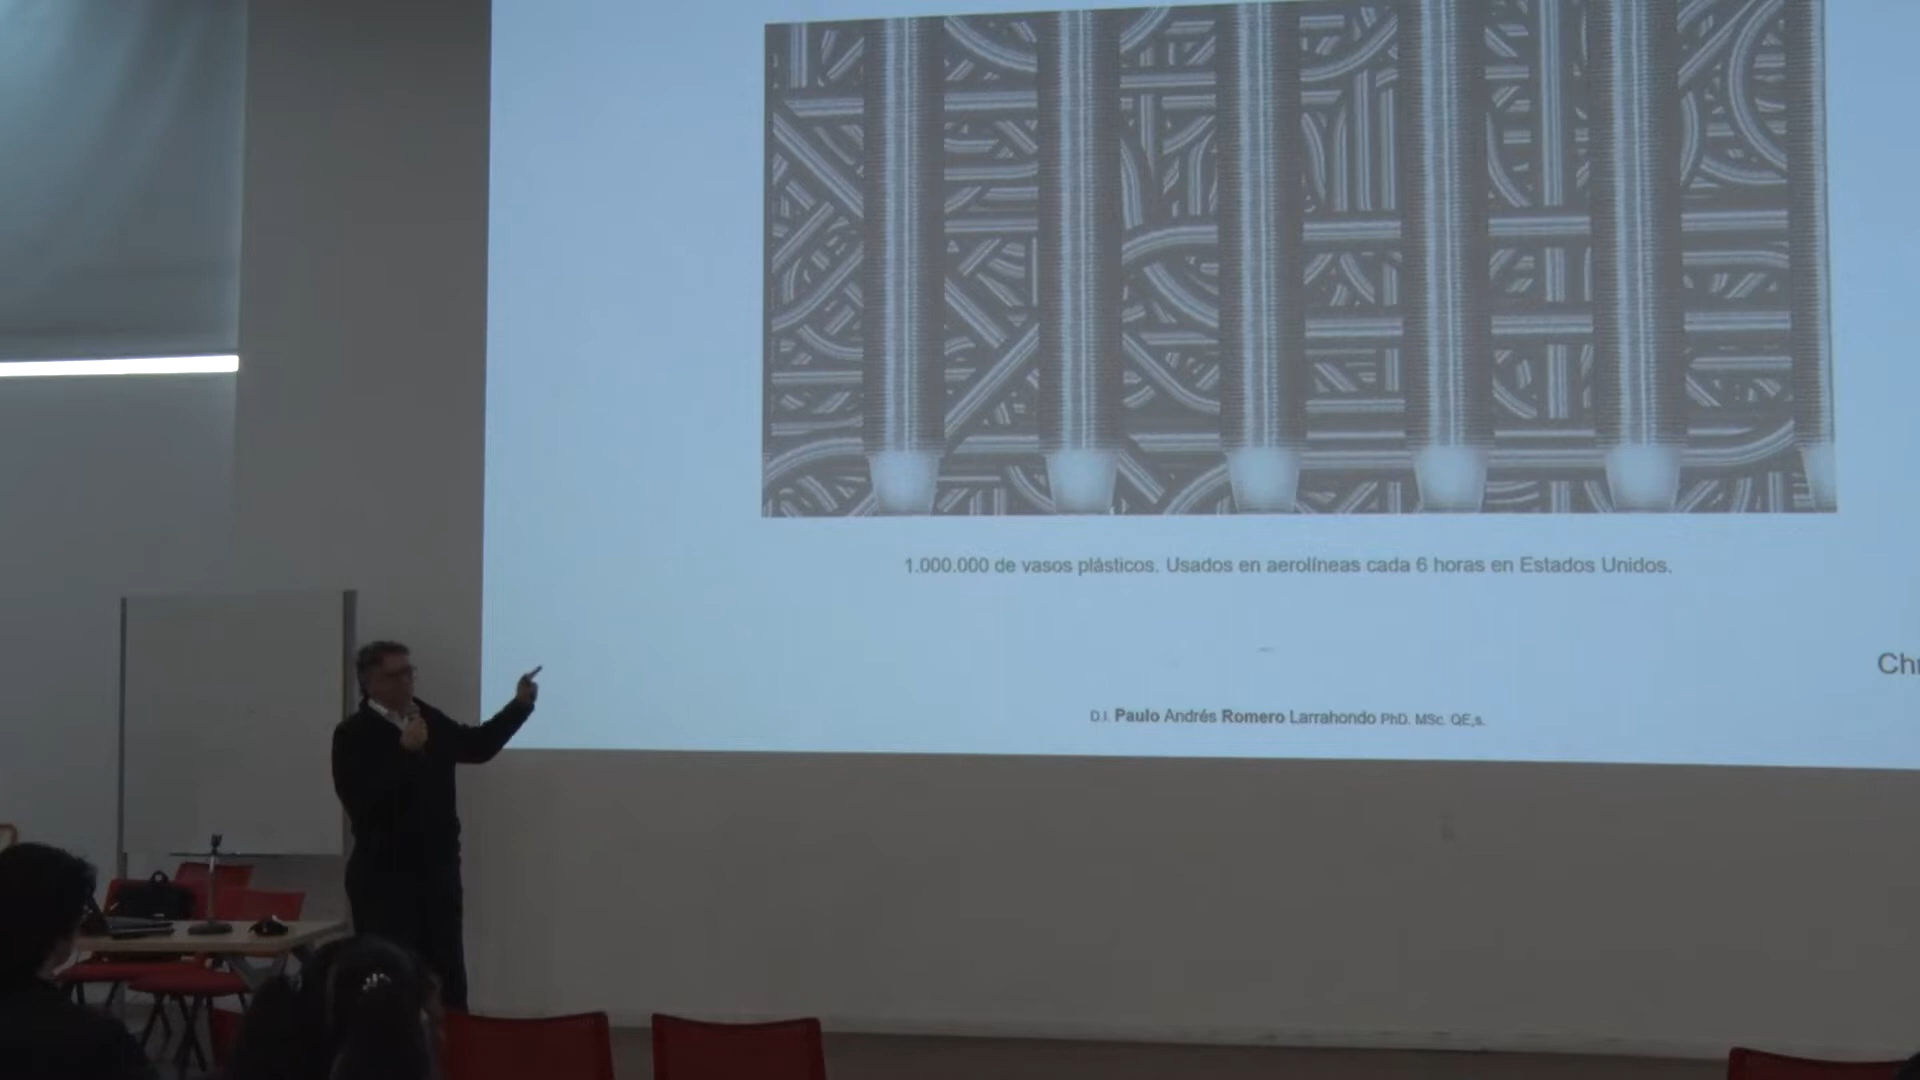 1.000.000 de vasos plásticos. Usados en aerolíneas cada 6 horas en Estados Unidos.
D.I. Paulo Andrés Romero Larrahondo PhD. MSc. QE,s.